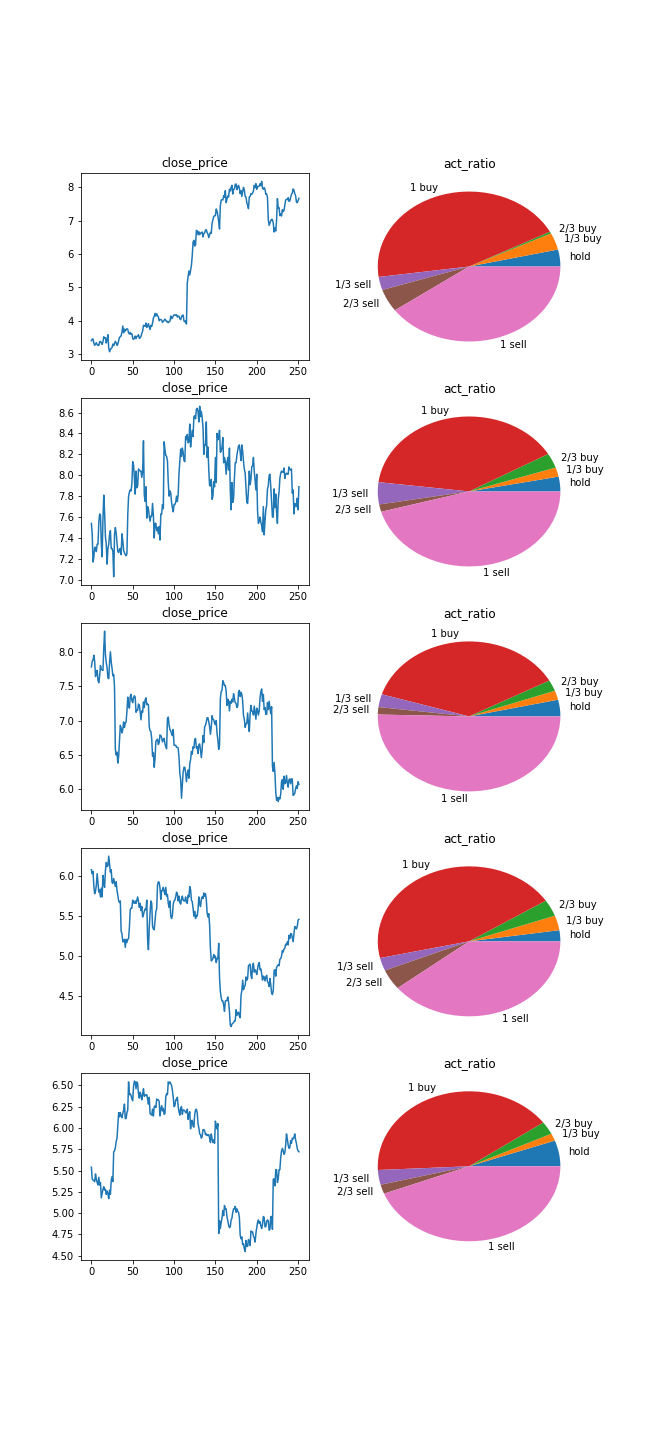 close_price
8
7
6
5
4
3
0 50 100 150 200 250
act_ratio
1 buy
2/3 buy
1/3 buy
hold
1/3 sell
2/3 sell
1 sell
close_price
8.6
8.4
8.2
8.0
7.8
7.6
7.4
7.2
7.0
0 50 100 150 200 250
act_ratio
1 buy
2/3 buy
1/3 buy
hold
1/3 sell
2/3 sell
1 sell
close_price
8.0
7.5
7.0
6.5
6.0
0 50 100 150 200 250
act_ratio
1 buy
2/3 buy
1/3 buy
hold
1/3 sell
2/3 sell
1 sell
close_price
6.0
5.5
5.0
4.5
0 50 100 150 200 250
act_ratio
1 buy
2/3 buy
1/3 buy
hold
1/3 sell
2/3 sell
1 sell
close_price
6.50
6.25
6.00
5.75
5.50
5.25
5.00
4.75
4.50
0 50 100 150 200 250
act_ratio
1 buy
2/3 buy
1/3 buy
hold
1/3 sell
2/3 sell
1 sell